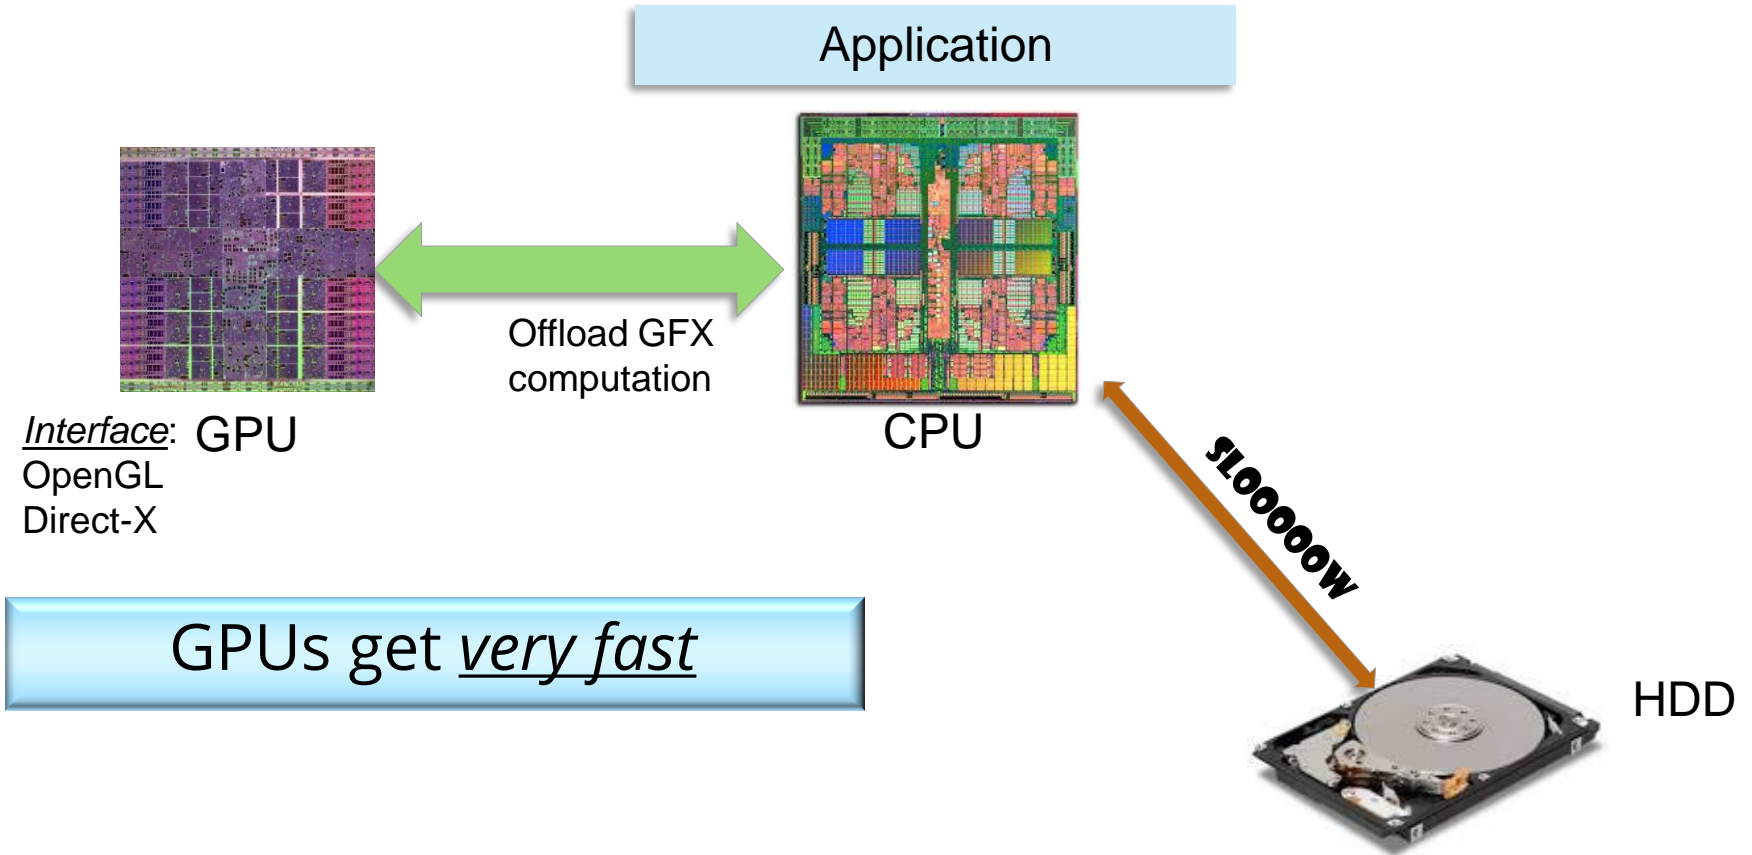 Application
Offload GFX
computation
Interface: GPU
OpenGL
Direct-X
CPU
SLOOOOOW
GPUs get very fast
HDD